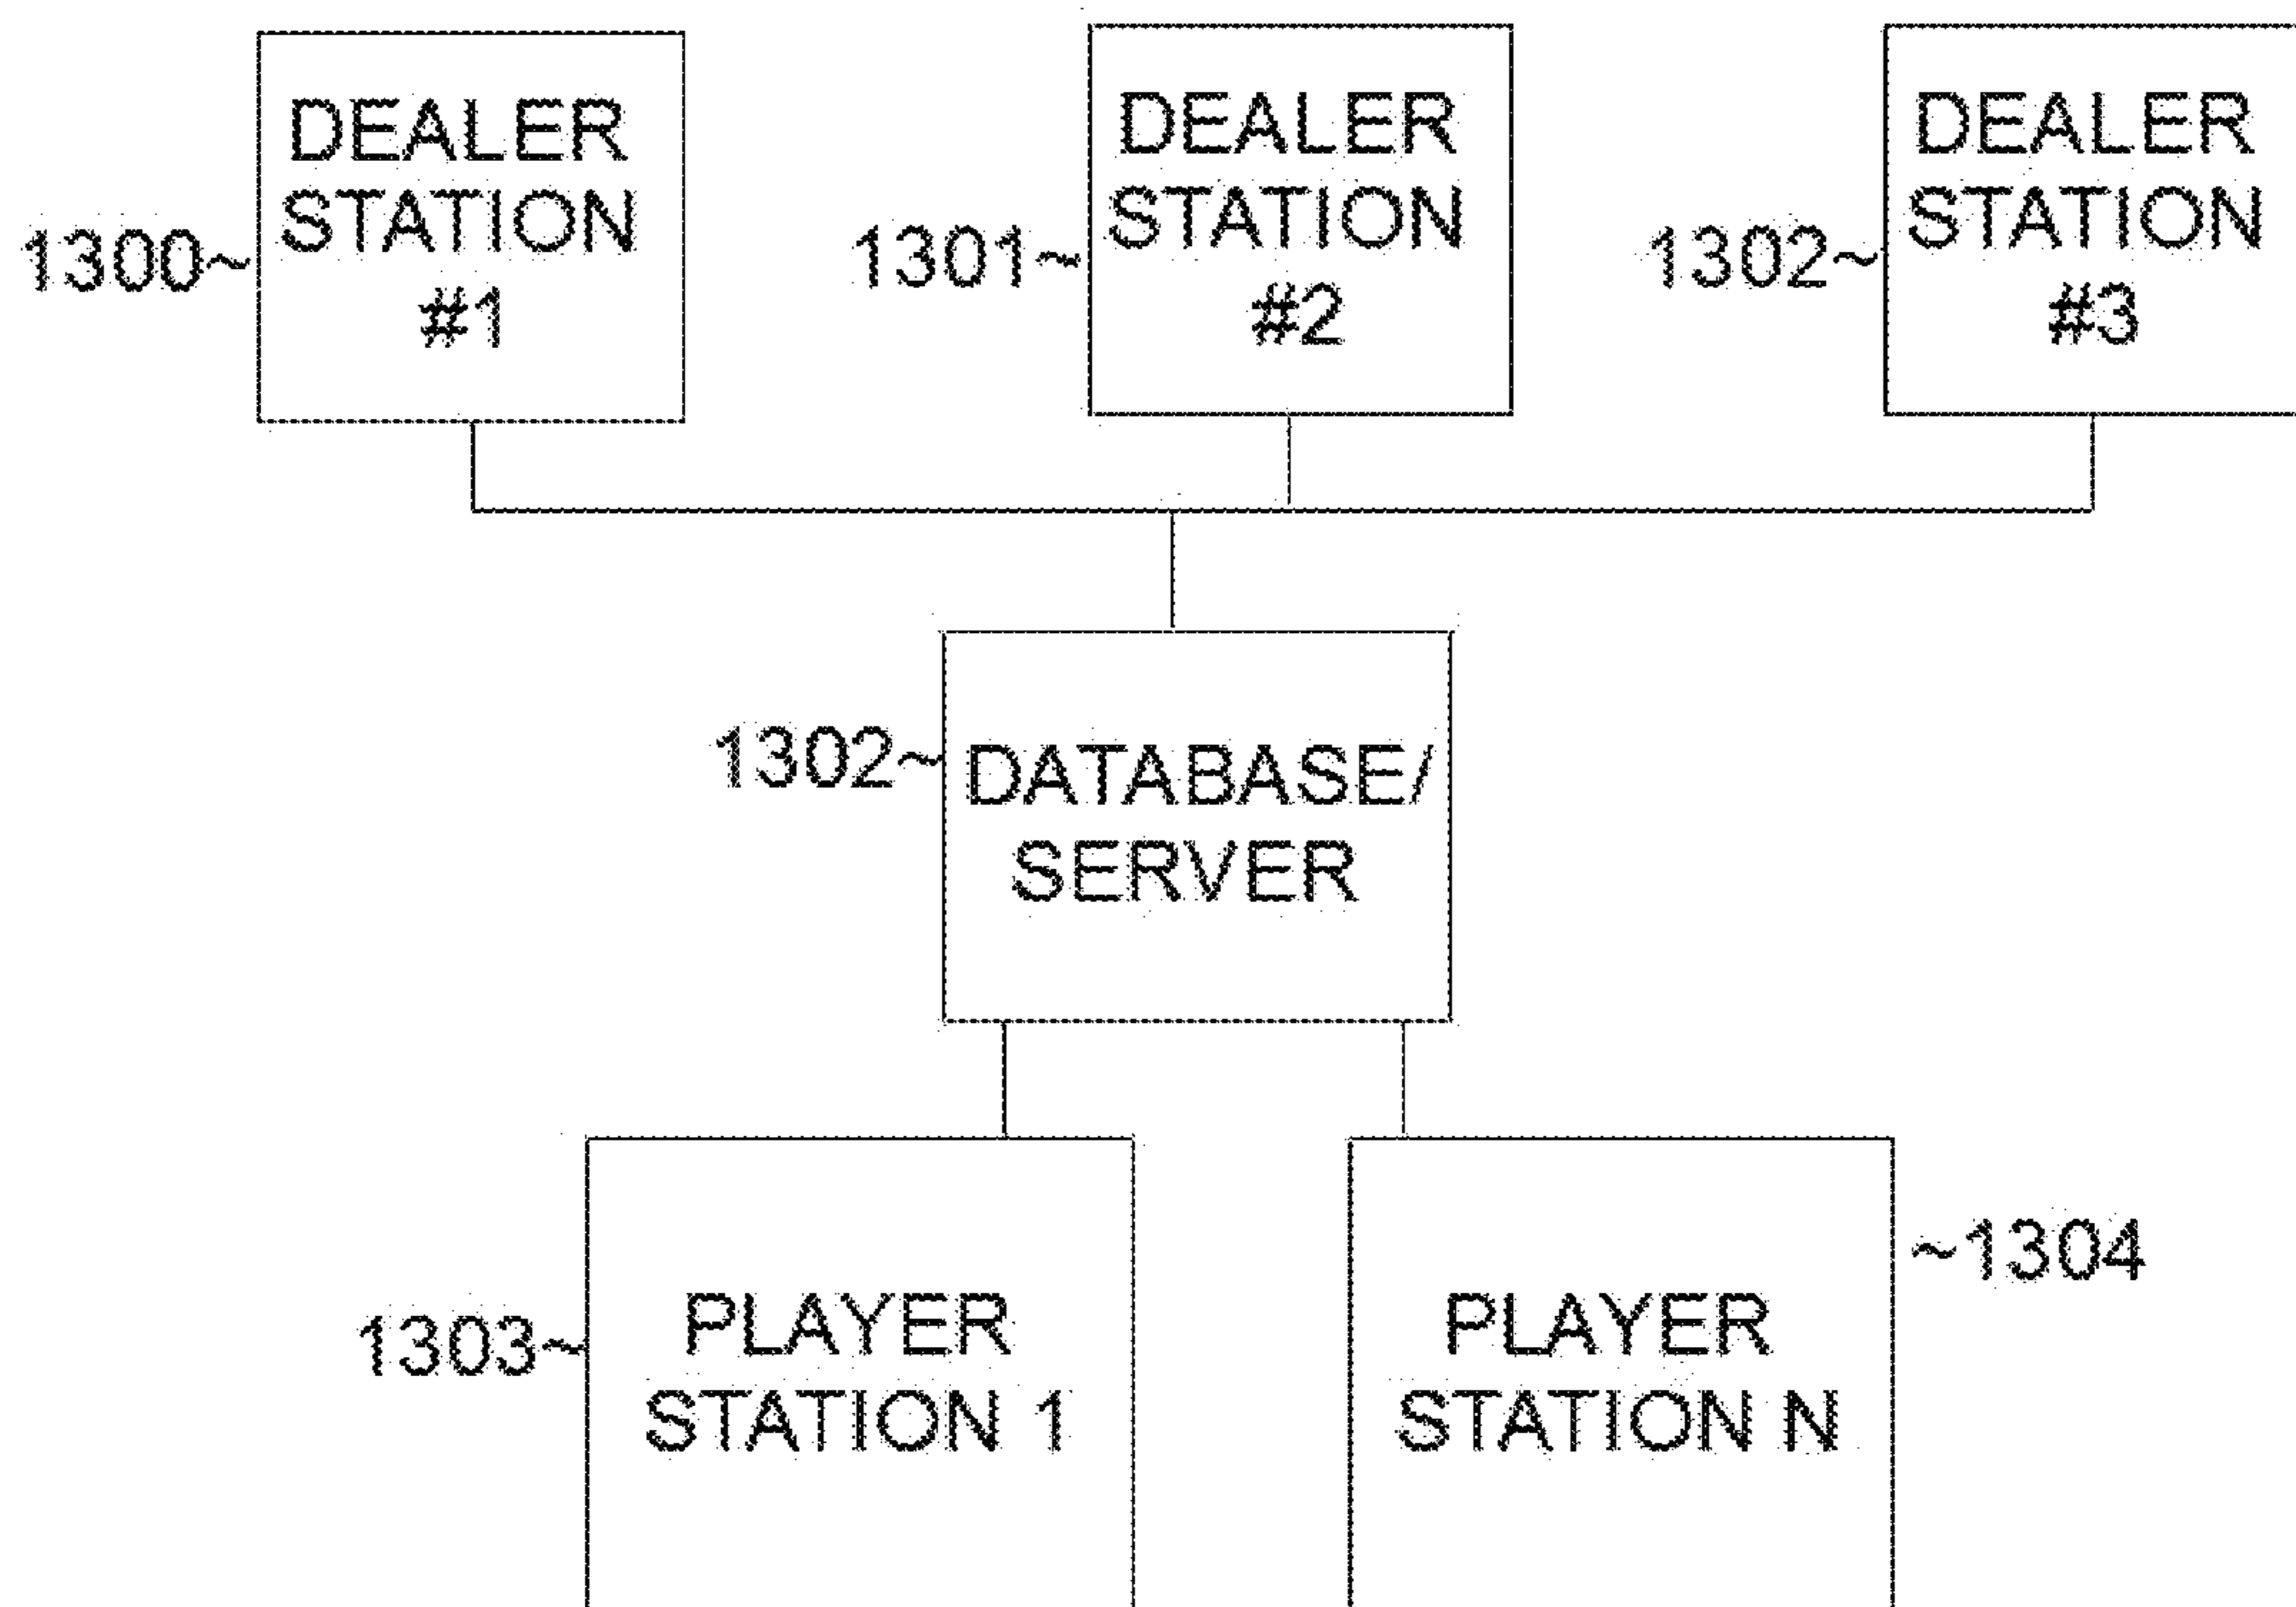 DEALER
STATION
#1
1300~
DEALER
STATION
#2
1301~
DEALER
STATION
#3
1302~
1302~
DATABASE/
SERVER
1303~
PLAYER
STATION 1
PLAYER
STATION N
~1304